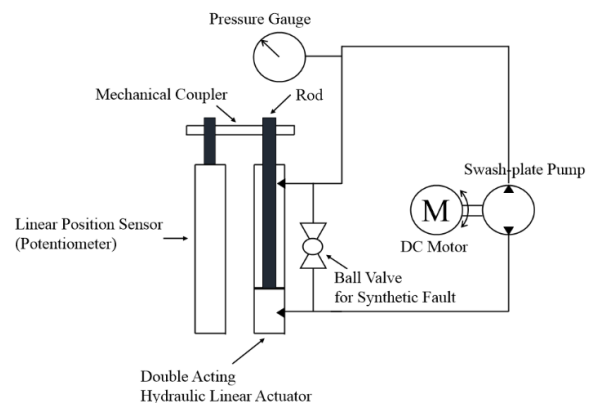 Pressure Gauge
Mechanical Coupler
Rod
Swash-plate Pump
M
DC Motor
Linear Position Sensor
(Potentiometer)
Ball Valve
for Synthetic Fault
Double Acting
Hydraulic Linear Actuator